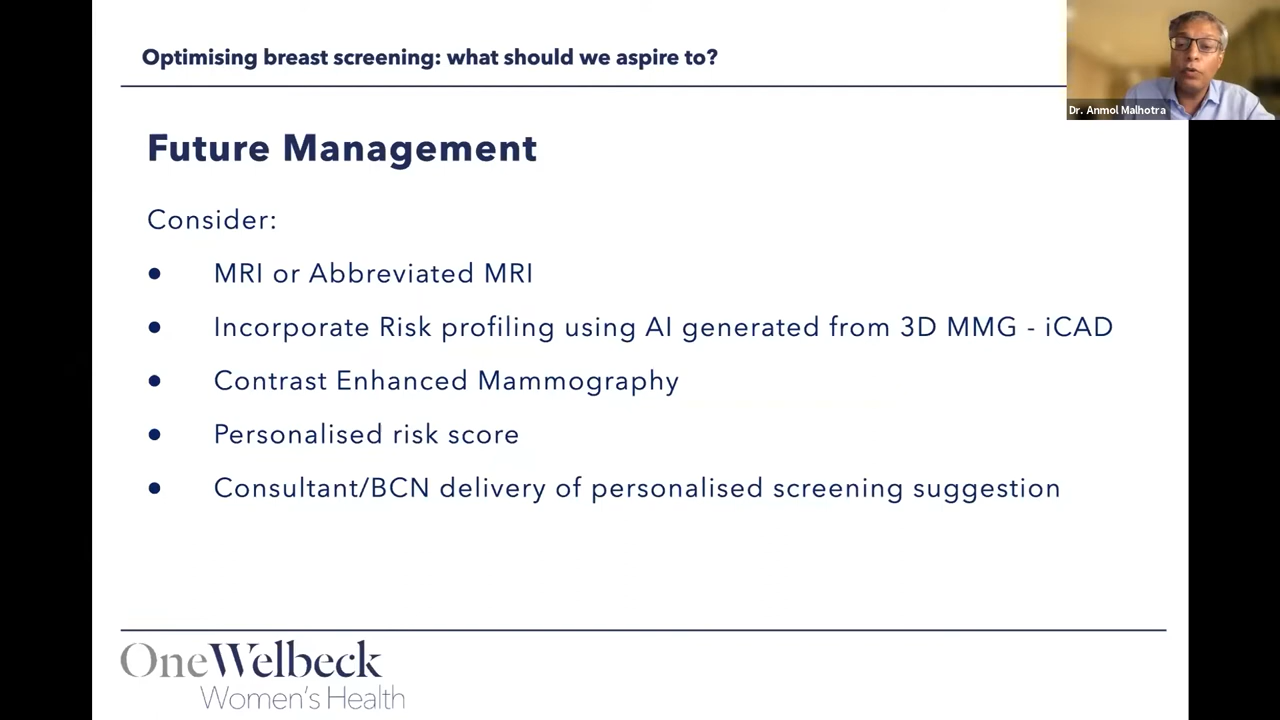 Optimising breast screening: what should we aspire to?
Dr. Anmol Malhotra
Future Management
Consider:
● MRI or Abbreviated MRI
● Incorporate Risk profiling using AI generated from 3D MMG - iCAD
● Contrast Enhanced Mammography
● Personalised risk score
● Consultant/BCN delivery of personalised screening suggestion
OneWelbeck
Women's Health